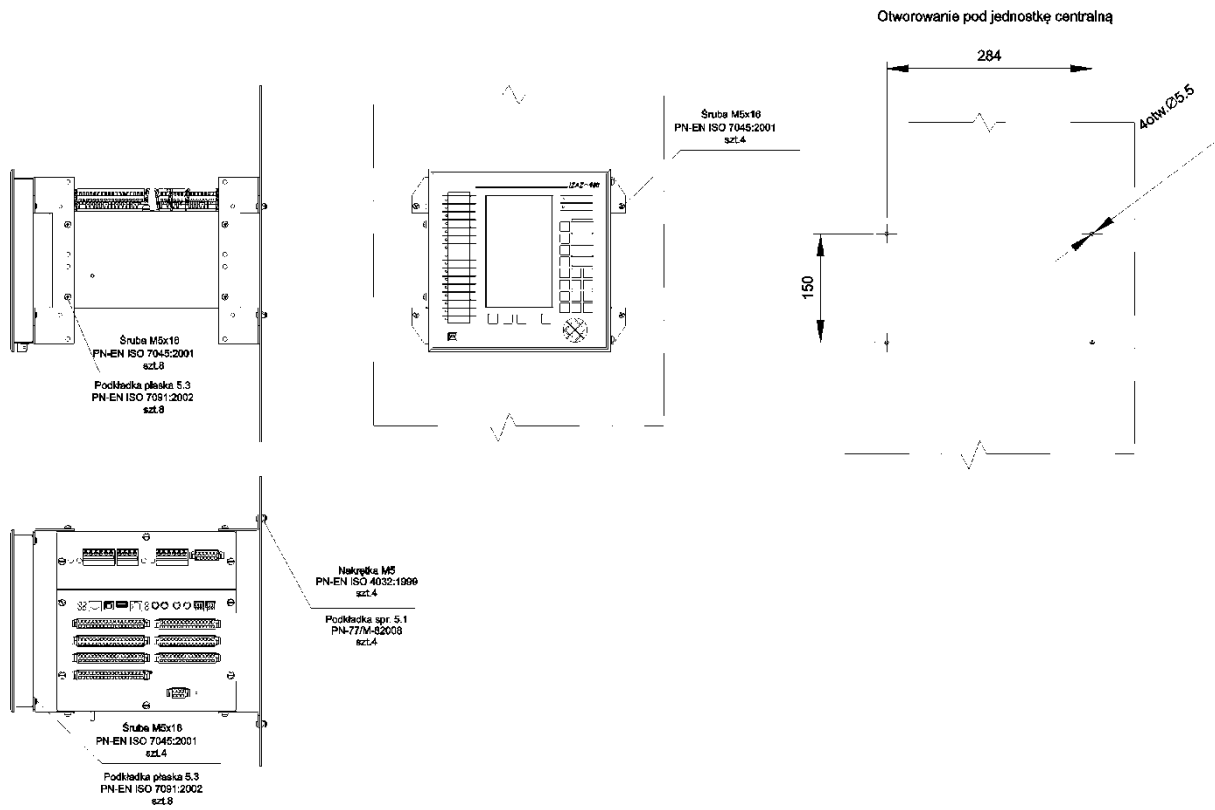 Otworowanie pod jednostkę centralną
284
4otw.Ø5.5
150
Śruba M5x16
PN-EN ISO 7045:2001
szt.4
Śruba M5x16
PN-EN ISO 7045:2001
szt.8
Podkładka płaska 5.3
PN-EN ISO 7091:2002
szt.8
Nakrętka M5
PN-EN ISO 4032:1999
szt.4
Podkładka spr. 5.1
PN-77/M-82008
szt.4
Śruba M5x16
PN-EN ISO 7045:2001
szt.4
Podkładka płaska 5.3
PN-EN ISO 7091:2002
szt.8